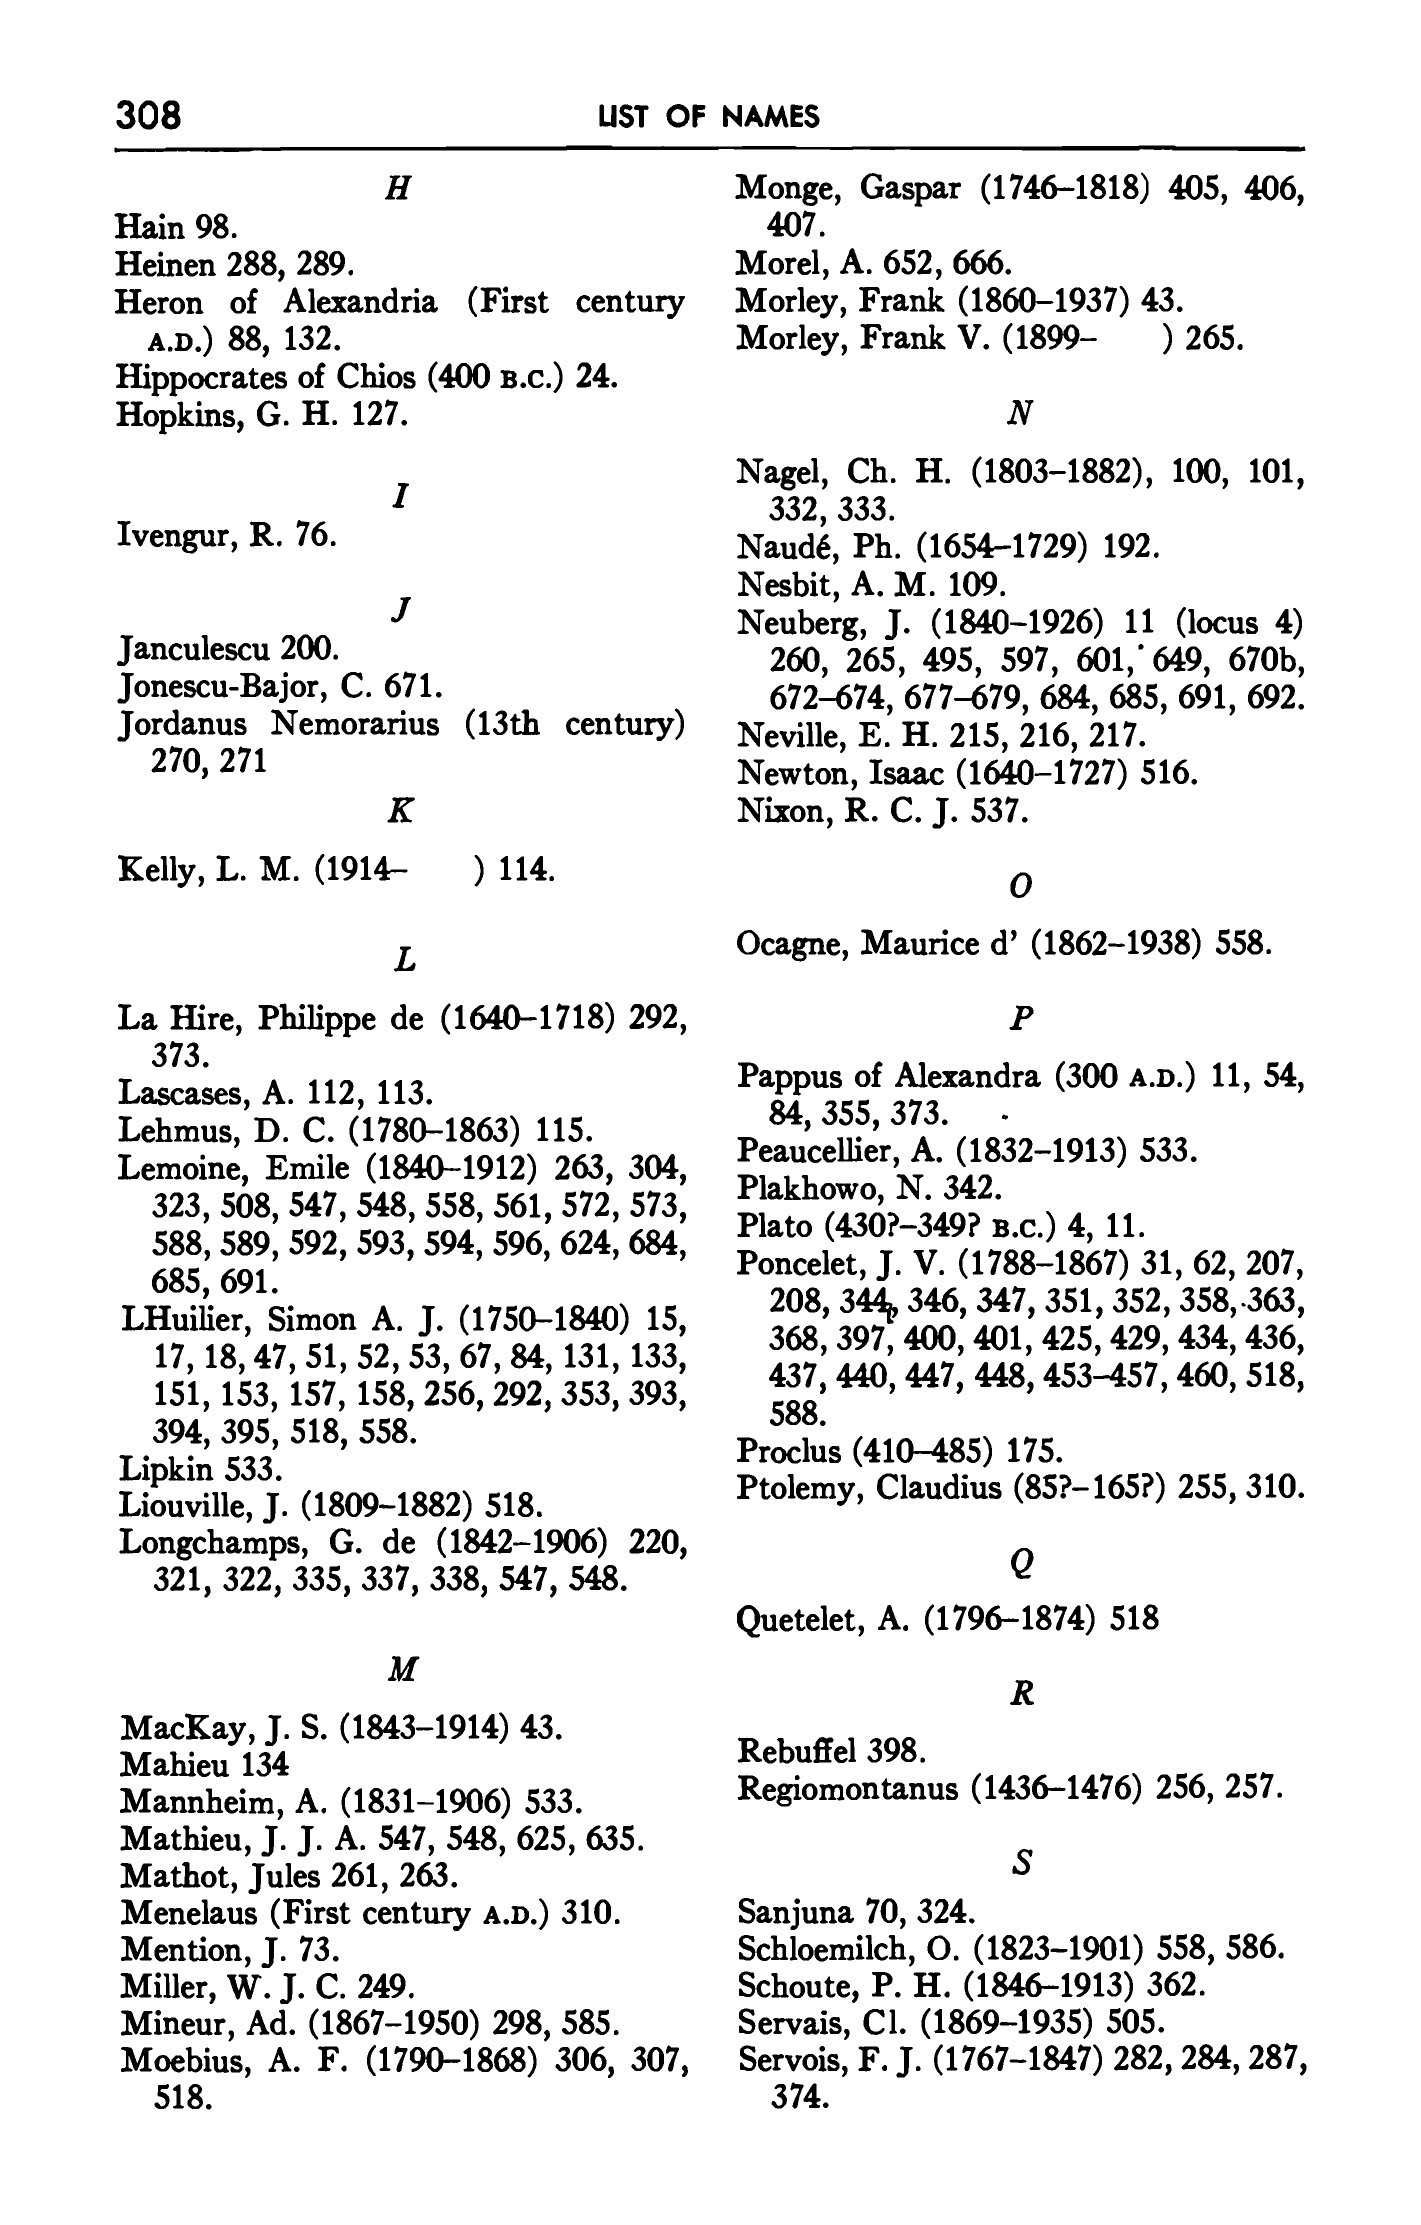 308 LIST OF NAMES
H
Hain 98.
Heinen 288, 289.
Heron of Alexandria (First century
A.D.) 88, 132.
Hippocrates of Chios (400 B.C.) 24.
Hopkins, G. H. 127.
I
Ivengur, R. 76.
J
Janculescu 200.
Jonescu-Bajor, C. 671.
Jordanus Nemorarius (13th century)
270, 271
K
Kelly, L. M. (1914– ) 114.
L
La Hire, Philippe de (1640–1718) 292,
373.
Lascases, A. 112, 113.
Lehmus, D. C. (1780–1863) 115.
Lemoine, Emile (1840–1912) 263, 304,
323, 508, 547, 548, 558, 561, 572, 573,
588, 589, 592, 593, 594, 596, 624, 684,
685, 691.
LHuilier, Simon A. J. (1750–1840) 15,
17, 18, 47, 51, 52, 53, 67, 84, 131, 133,
151, 153, 157, 158, 256, 292, 353, 393,
394, 395, 518, 558.
Lipkin 533.
Liouville, J. (1809–1882) 518.
Longchamps, G. de (1842–1906) 220,
321, 322, 335, 337, 338, 547, 548.
M
MacKay, J. S. (1843–1914) 43.
Mahieu 134
Mannheim, A. (1831–1906) 533.
Mathieu, J. J. A. 547, 548, 625, 635.
Mathot, Jules 261, 263.
Menelaus (First century A.D.) 310.
Mention, J. 73.
Miller, W. J. C. 249.
Mineur, Ad. (1867–1950) 298, 585.
Moebius, A. F. (1790–1868) 306, 307,
518.
Monge, Gaspar (1746–1818) 405, 406,
407.
Morel, A. 652, 666.
Morley, Frank (1860–1937) 43.
Morley, Frank V. (1899– ) 265.
N
Nagel, Ch. H. (1803–1882), 100, 101,
332, 333.
Naudé, Ph. (1654–1729) 192.
Nesbit, A. M. 109.
Neuberg, J. (1840–1926) 11 (locus 4)
260, 265, 495, 597, 601, 649, 670b,
672–674, 677–679, 684, 685, 691, 692.
Neville, E. H. 215, 216, 217.
Newton, Isaac (1640–1727) 516.
Nixon, R. C. J. 537.
O
Ocagne, Maurice d’ (1862–1938) 558.
P
Pappus of Alexandra (300 A.D.) 11, 54,
84, 355, 373.
Peaucellier, A. (1832–1913) 533.
Plakhowo, N. 342.
Plato (430?–349? B.C.) 4, 11.
Poncelet, J. V. (1788–1867) 31, 62, 207,
208, 344, 346, 347, 351, 352, 358, 363,
368, 397, 400, 401, 425, 429, 434, 436,
437, 440, 447, 448, 453–457, 460, 518,
588.
Proclus (410–485) 175.
Ptolemy, Claudius (85?–165?) 255, 310.
Q
Quetelet, A. (1796–1874) 518
R
Rebuffel 398.
Regiomontanus (1436–1476) 256, 257.
S
Sanjuna 70, 324.
Schloemilch, O. (1823–1901) 558, 586.
Schoute, P. H. (1846–1913) 362.
Servais, Cl. (1869–1935) 505.
Servois, F. J. (1767–1847) 282, 284, 287,
374.